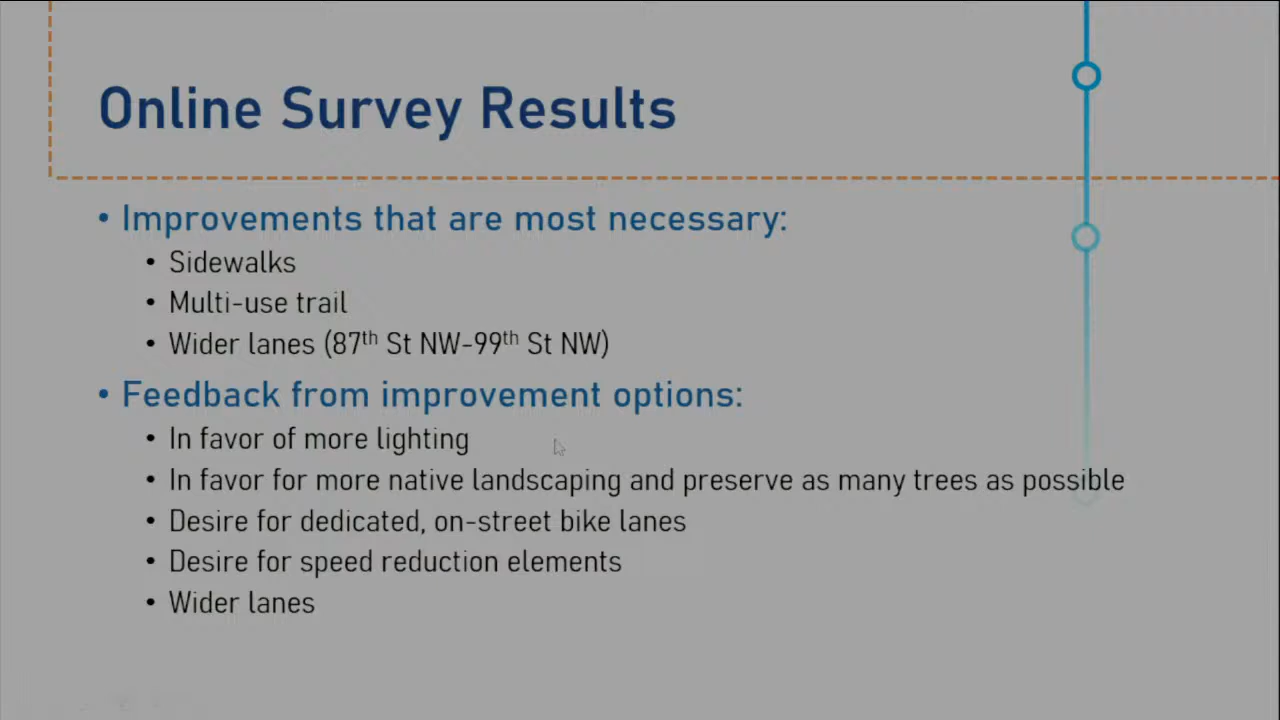 Online Survey Results
• Improvements that are most necessary:
• Sidewalks
• Multi-use trail
• Wider lanes (87th St NW-99th St NW)
• Feedback from improvement options:
• In favor of more lighting
• In favor for more native landscaping and preserve as many trees as possible
• Desire for dedicated, on-street bike lanes
• Desire for speed reduction elements
• Wider lanes